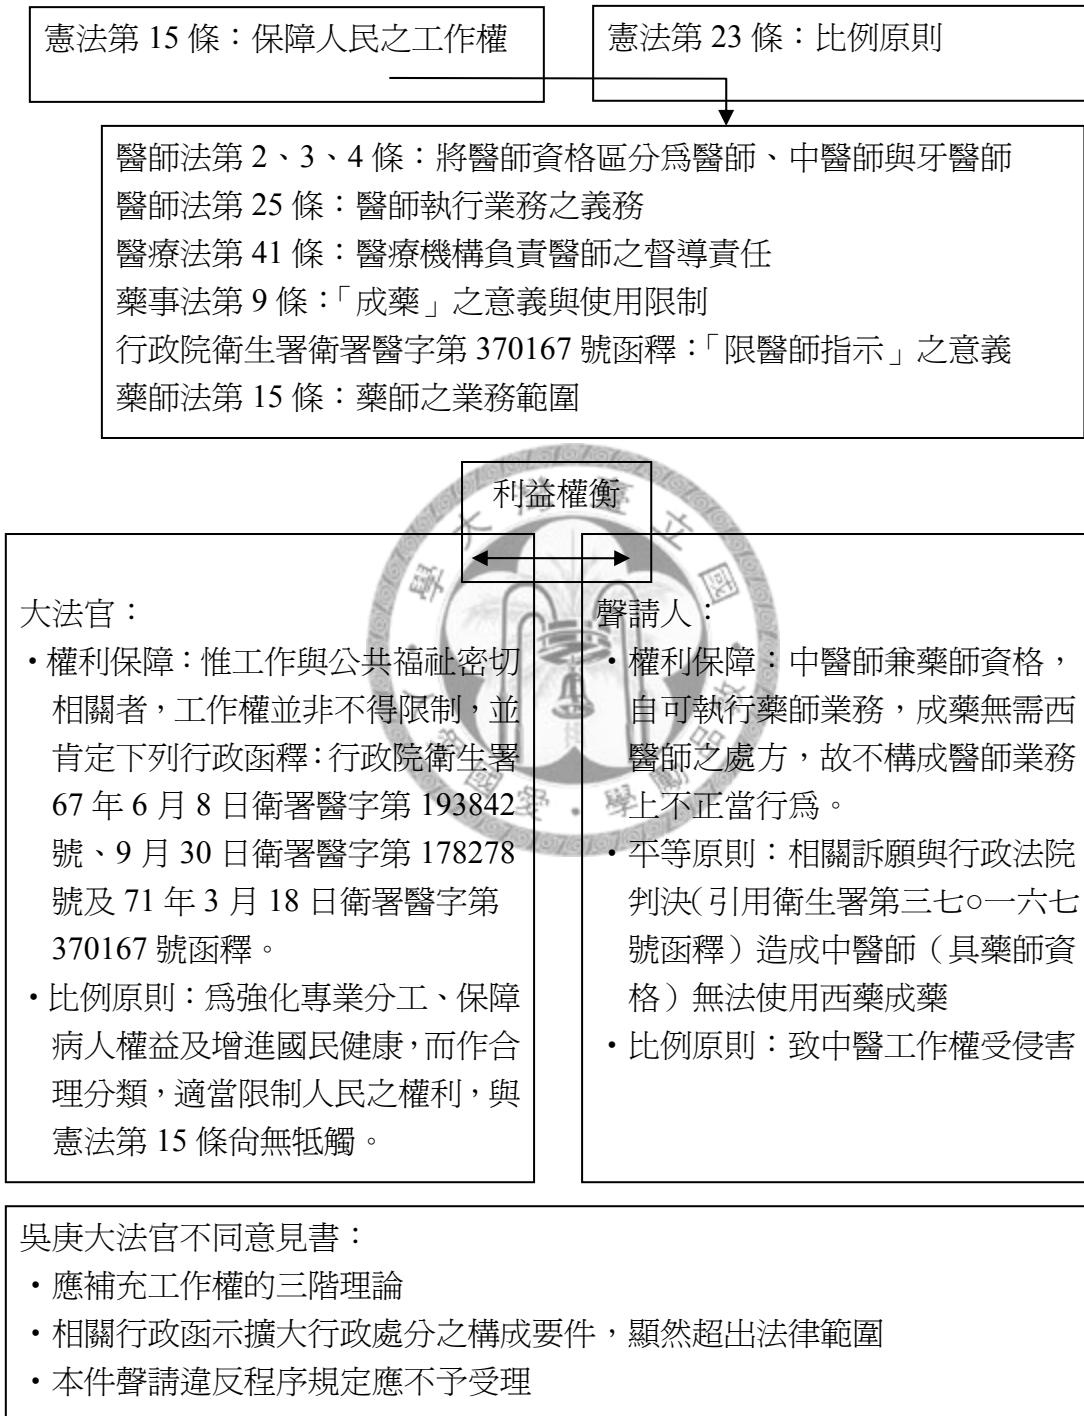 憲法第 15 條：保障人民之工作權
憲法第 23 條：比例原則
醫師法第 2、3、4 條：將醫師資格區分爲醫師、中醫師與牙醫師
醫師法第 25 條：醫師執行業務之義務
醫療法第 41 條：醫療機構負責醫師之督導責任
藥事法第 9 條：「成藥」之意義與使用限制
行政院衛生署衛署醫字第 370167 號函釋：「限醫師指示」之意義
藥師法第 15 條：藥師之業務範圍
利益權衡
大法官：
・權利保障：惟工作與公共福祉密切
相關者，工作權並非不得限制，並
肯定下列行政函釋：行政院衛生署
67 年 6 月 8 日衛署醫字第 193842
號、9 月 30 日衛署醫字第 178278
號及 71 年 3 月 18 日衛署醫字第
370167 號函釋。
・比例原則：爲強化專業分工、保障
病人權益及增進國民健康，而作合
理分類，適當限制人民之權利，與
憲法第 15 條尙無牴觸。
聲請人：
・權利保障：中醫師兼藥師資格，
自可執行藥師業務，成藥無需西
醫師之處方，故不構成醫師業務
上不正當行爲。
・平等原則：相關訴願與行政法院
判決(引用衛生署第三七○一六七
號函釋）造成中醫師（具藥師資
格）無法使用西藥成藥
・比例原則：致中醫工作權受侵害
吳庚大法官不同意見書：
・應補充工作權的三階理論
・相關行政函示擴大行政處分之構成要件，顯然超出法律範圍
・本件聲請違反程序規定應不予受理